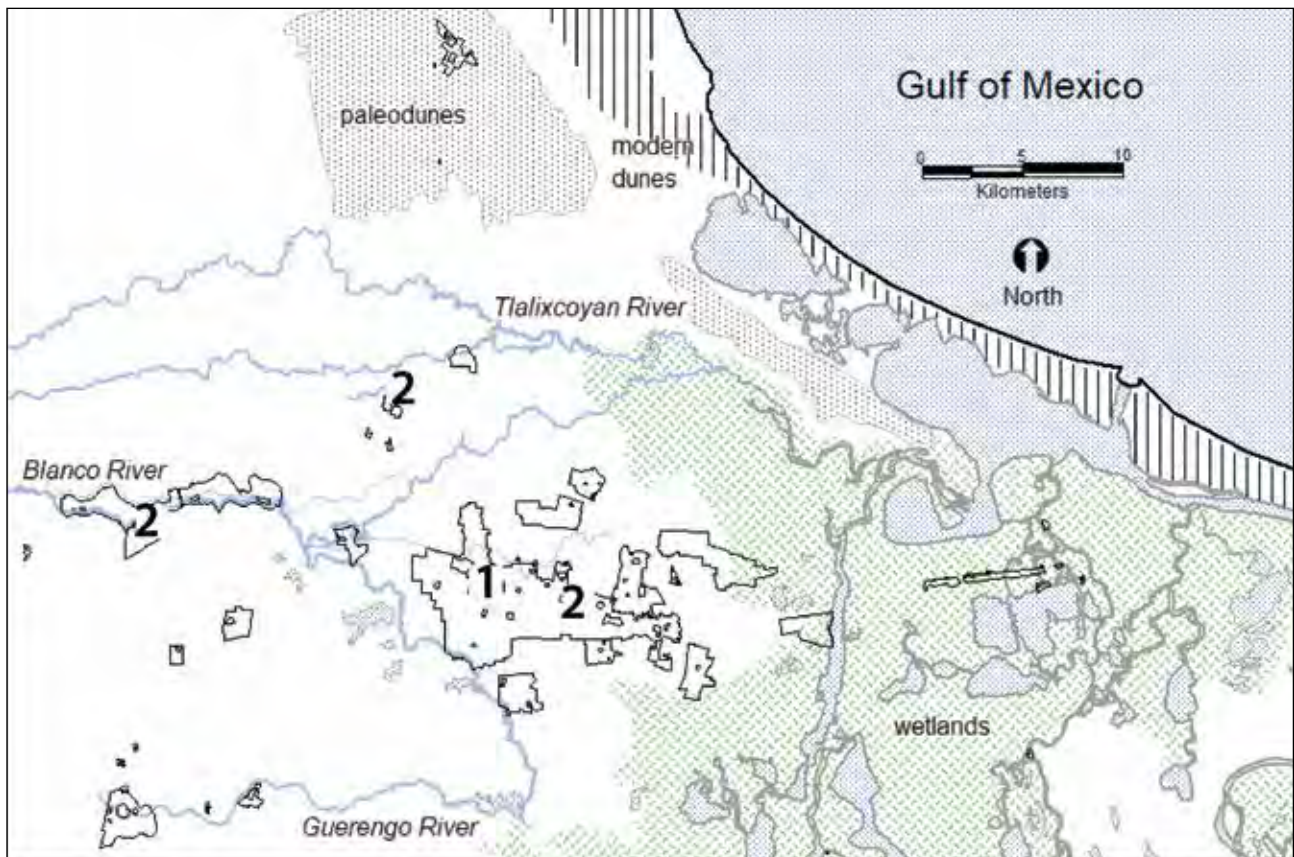 Gulf of Mexico
paleodunes
modern
dunes
0 5 10
Kilometers
North
Tlalixcoyan River
2
Blanco River
2
1
2
wetlands
Guerengo River